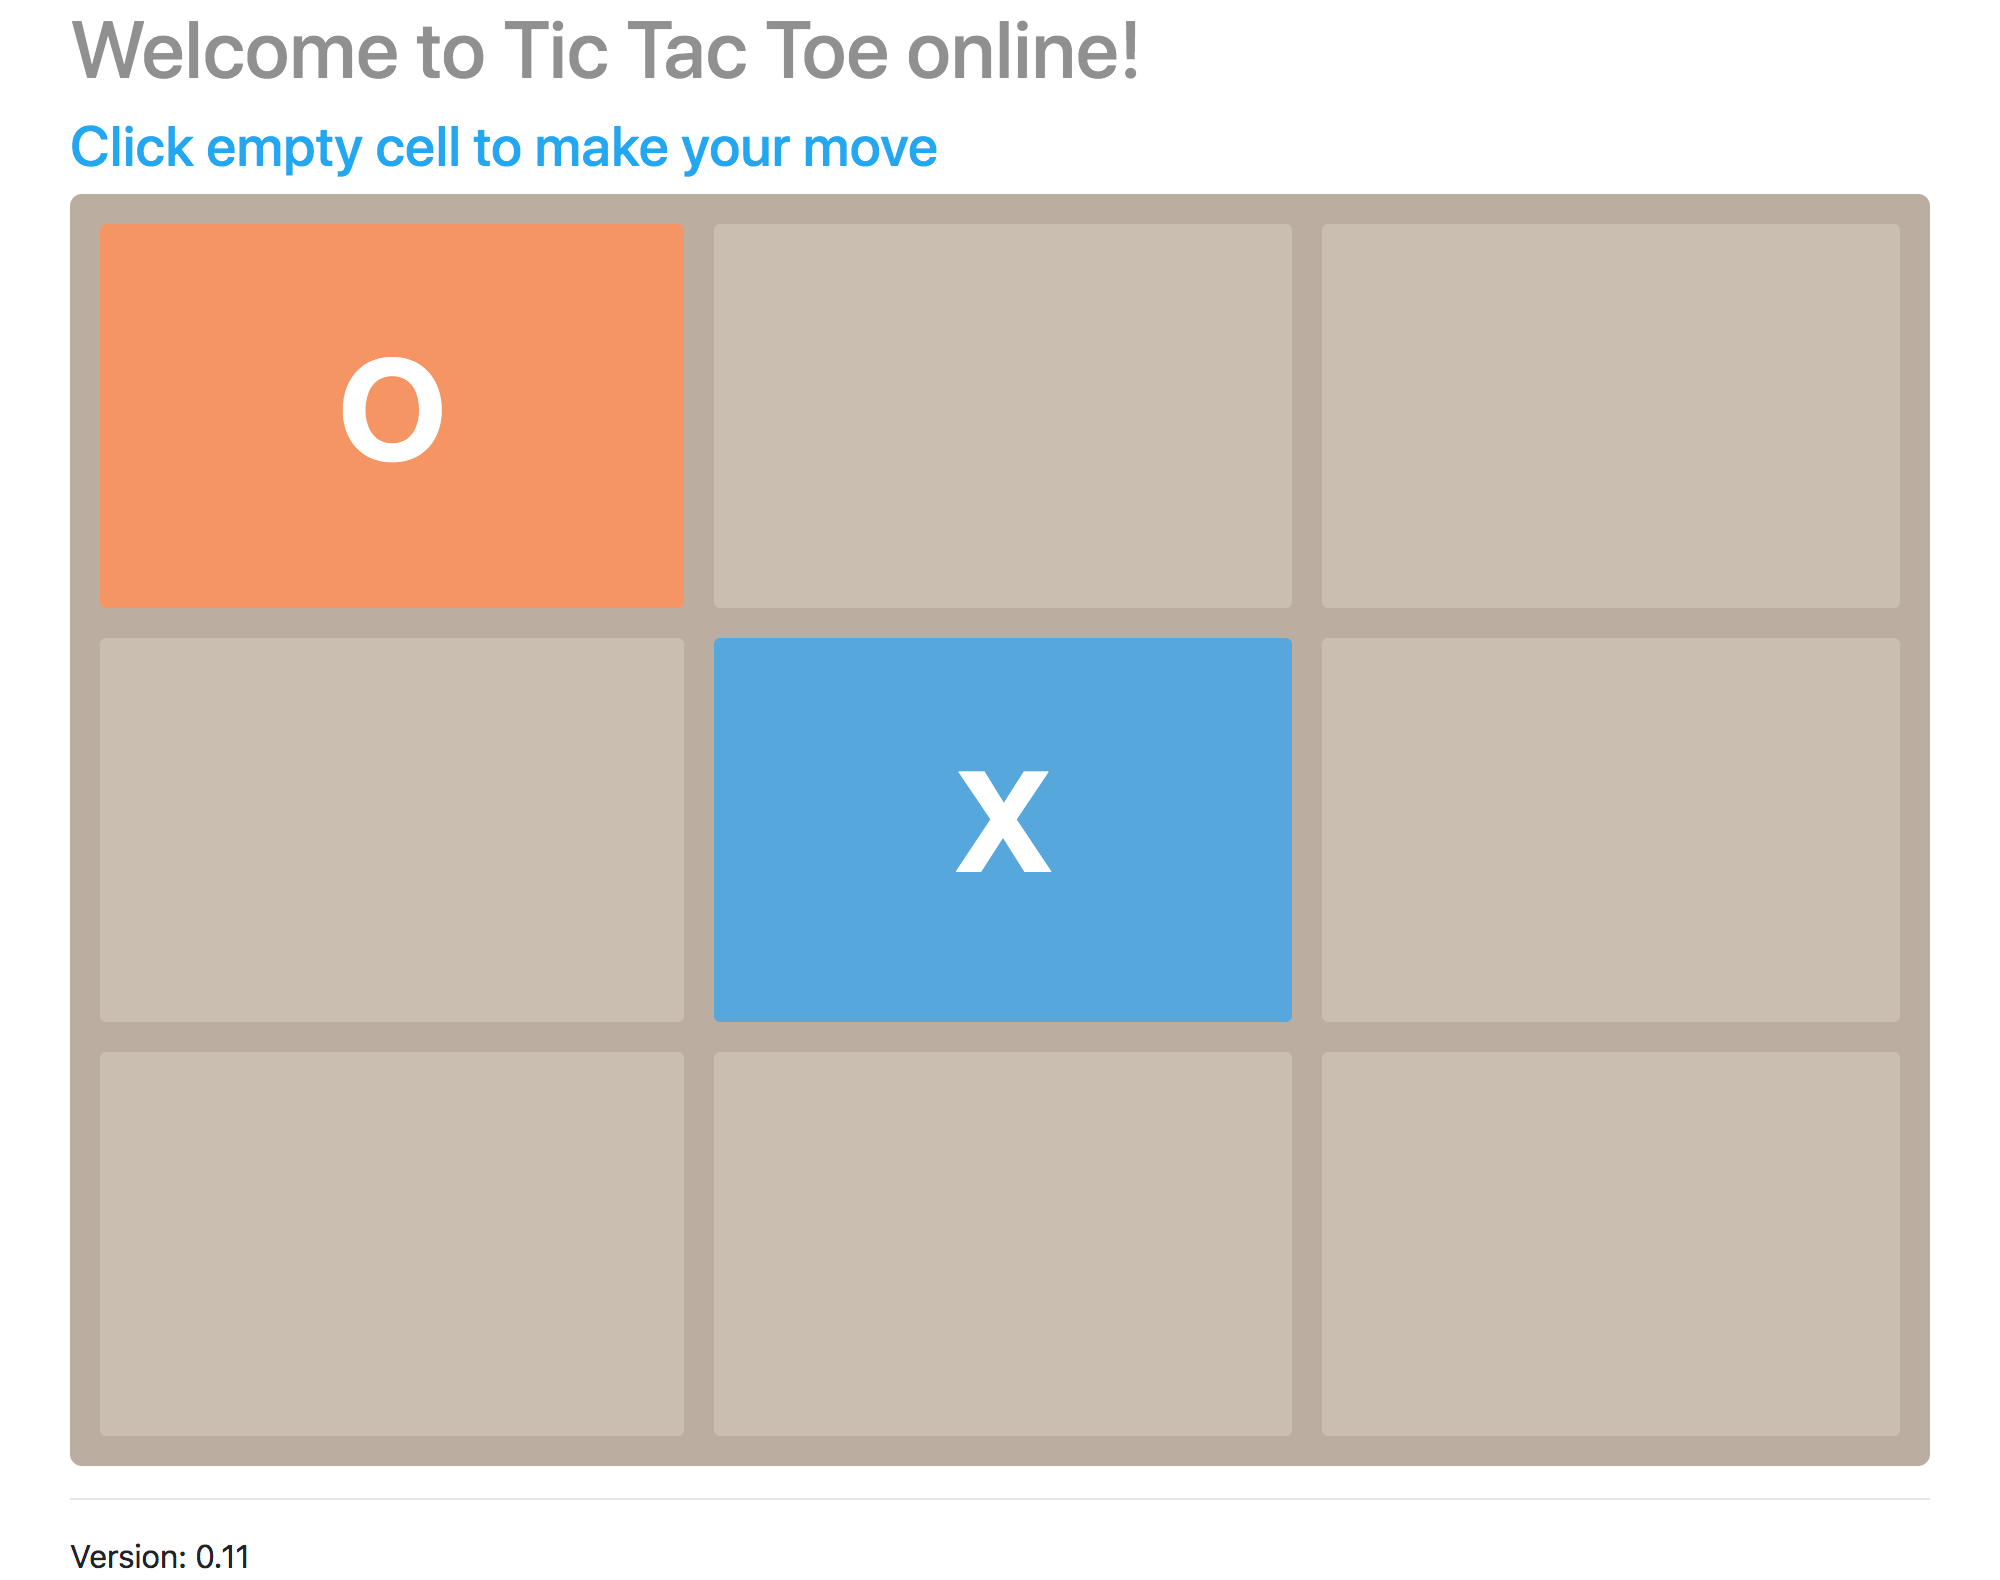 Welcome to Tic Tac Toe online!
Click empty cell to make your move
O
X
Version: 0.11